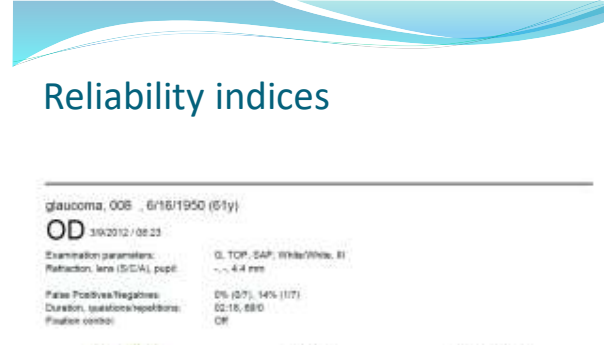 Reliability indices
glaucoma, 008 , 6/16/1950 (61y)
OD 3/9/2012 / 08:23
Examination parameters: G, TOP, SAP, White/White, III
Refraction, lens (S/C/A), pupil: -, -, 4.4 mm
False Positives/Negatives: 0% (0/7), 14% (1/7)
Duration, questions/repetitions: 02:18, 69/0
Fixation control: Off